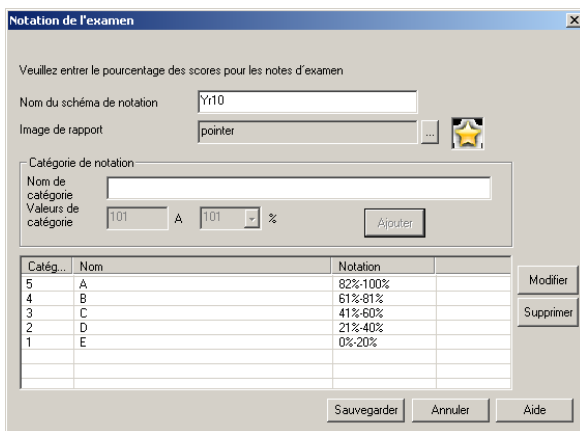 Notation de l'examen
Veuillez entrer le pourcentage des scores pour les notes d'examen
Nom du schéma de notation Yr10
Image de rapport pointer ...
Catégorie de notation
Nom de catégorie
Valeurs de catégorie 101 A 101 % Ajouter
Catég... Nom Notation
5 A 82%-100%
4 B 61%-81%
3 C 41%-60%
2 D 21%-40%
1 E 0%-20%
Modifier
Supprimer
Sauvegarder Annuler Aide